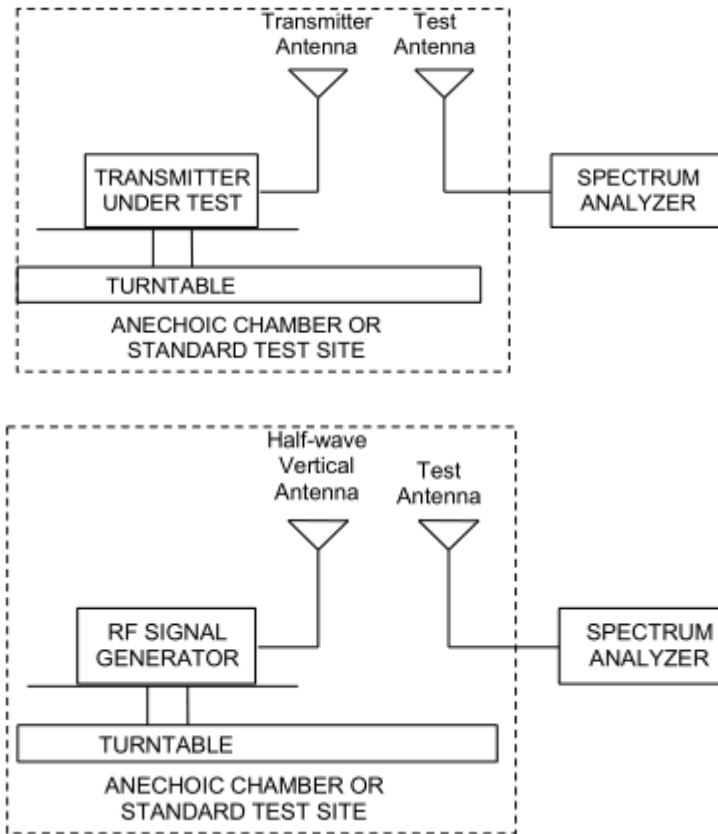 Transmitter
Antenna
Test
Antenna
TRANSMITTER
UNDER TEST
SPECTRUM
ANALYZER
TURNTABLE
ANECHOIC CHAMBER OR
STANDARD TEST SITE
Half-wave
Vertical
Antenna
Test
Antenna
RF SIGNAL
GENERATOR
SPECTRUM
ANALYZER
TURNTABLE
ANECHOIC CHAMBER OR
STANDARD TEST SITE